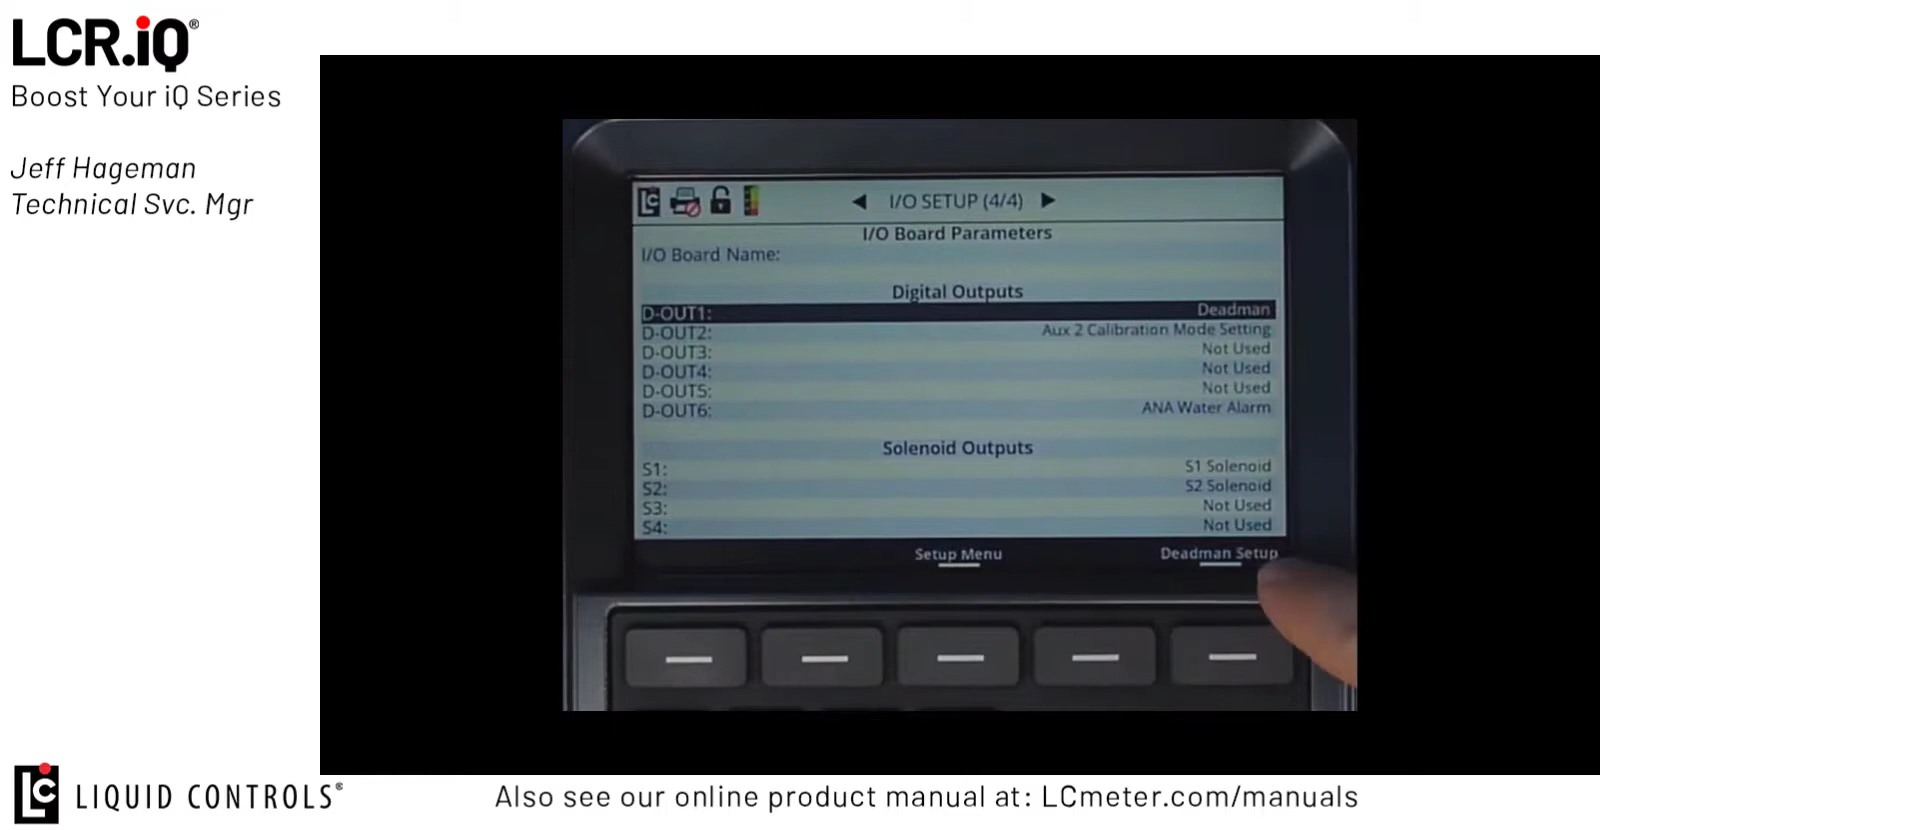 LCR.iQ®
Boost Your iQ Series
Jeff Hageman
Technical Svc. Mgr
LC
I/O SETUP (4/4)
I/O Board Parameters
I/O Board Name:
Digital Outputs
D-OUT1: Deadman
D-OUT2: Aux 2 Calibration Mode Setting
D-OUT3: Not Used
D-OUT4: Not Used
D-OUT5: Not Used
D-OUT6: ANA Water Alarm
Solenoid Outputs
S1: S1 Solenoid
S2: S2 Solenoid
S3: Not Used
S4: Not Used
Setup Menu Deadman Setup
LC LIQUID CONTROLS®
Also see our online product manual at: LCmeter.com/manuals